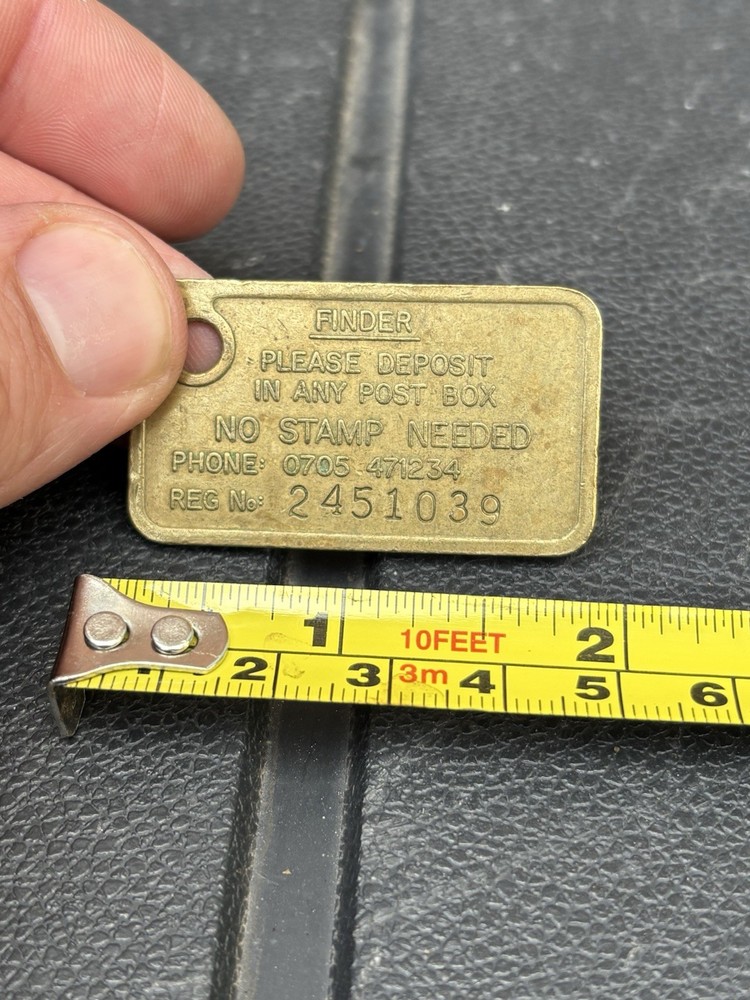 FINDER
PLEASE DEPOSIT
IN ANY POST BOX
NO STAMP NEEDED
PHONE: 0705 471234
REG No: 2451039
1 10FEET 2
1 2 3 3m 4 5 6